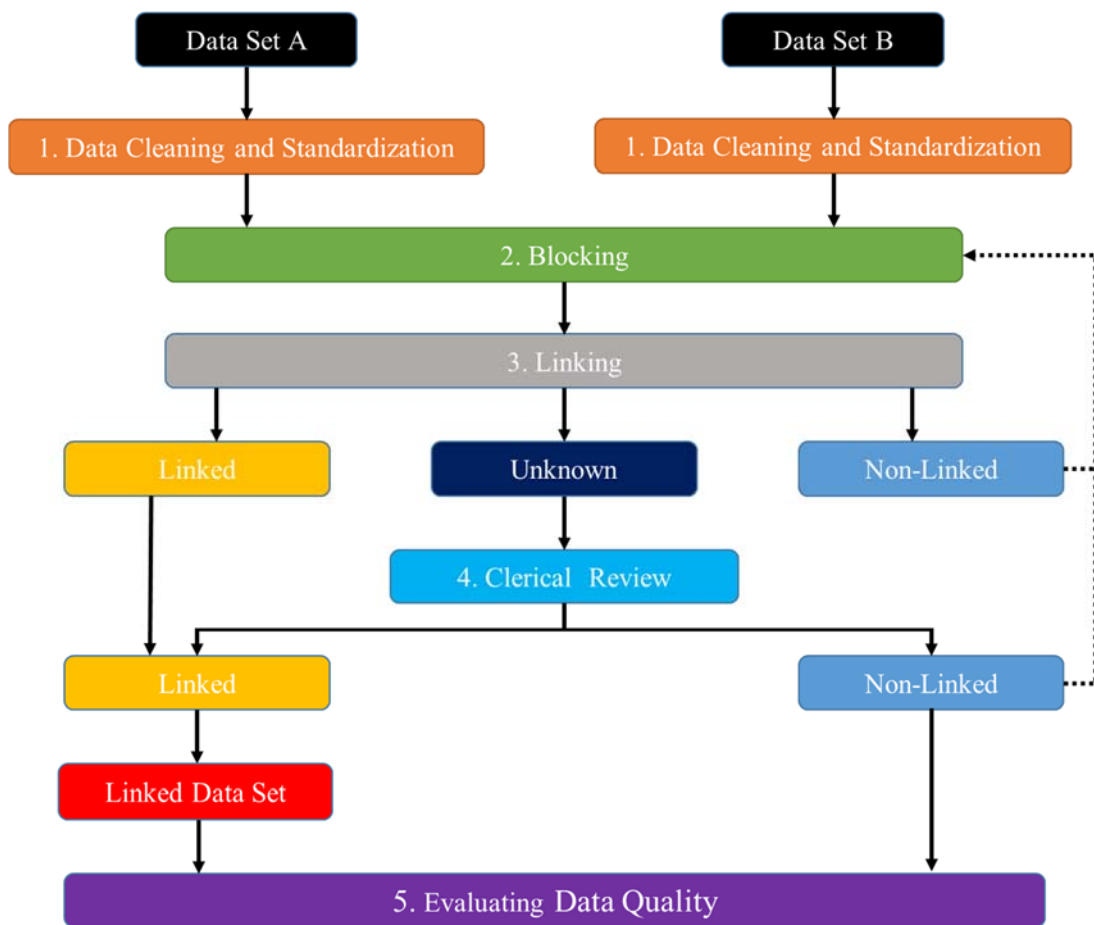 Data Set A
Data Set B
1. Data Cleaning and Standardization
1. Data Cleaning and Standardization
2. Blocking
3. Linking
Linked
Unknown
Non-Linked
4. Clerical Review
Linked
Non-Linked
Linked Data Set
5. Evaluating Data Quality